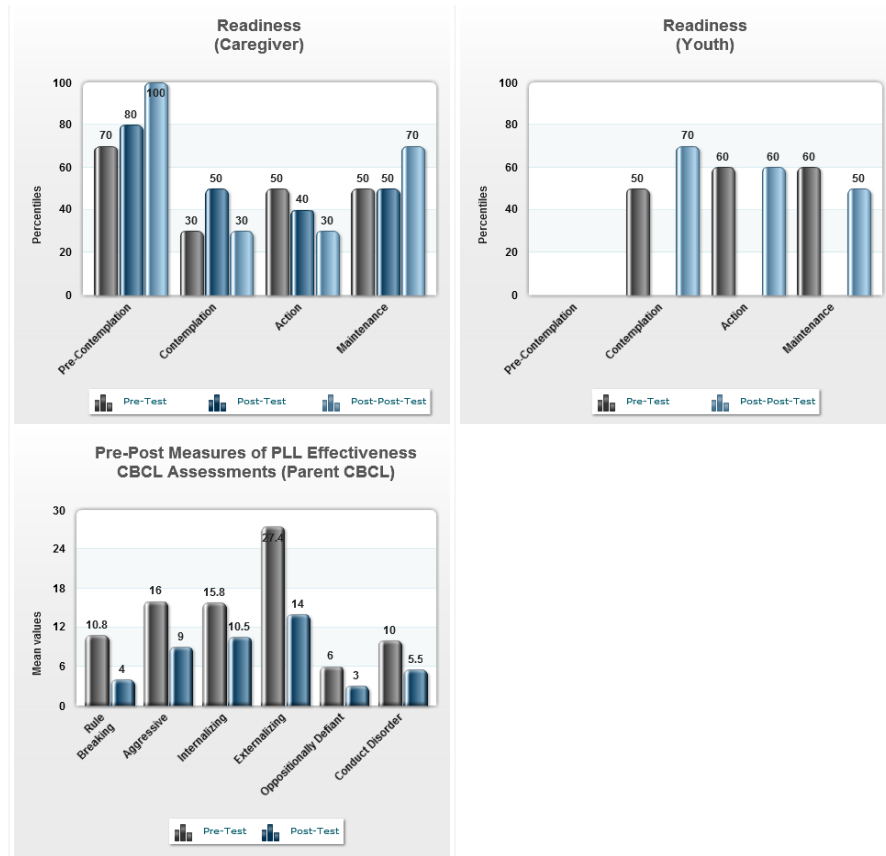 Readiness
(Caregiver)
Percentiles
100
80
60
40
20
0
70 80 100
30 50 30
50 40 30
50 50 70
Pre-Contemplation
Contemplation
Action
Maintenance
Pre-Test Post-Test Post-Post-Test
Readiness
(Youth)
Percentiles
100
80
60
40
20
0
50 70
60 60
60 50
Pre-Contemplation
Contemplation
Action
Maintenance
Pre-Test Post-Post-Test
Pre-Post Measures of PLL Effectiveness
CBCL Assessments (Parent CBCL)
Mean values
30
24
18
12
6
0
10.8 4
16 9
15.8 10.5
27.4 14
6 3
10 5.5
Rule
Breaking
Aggressive
Internalizing
Externalizing
Oppositionally Defiant
Conduct Disorder
Pre-Test Post-Test